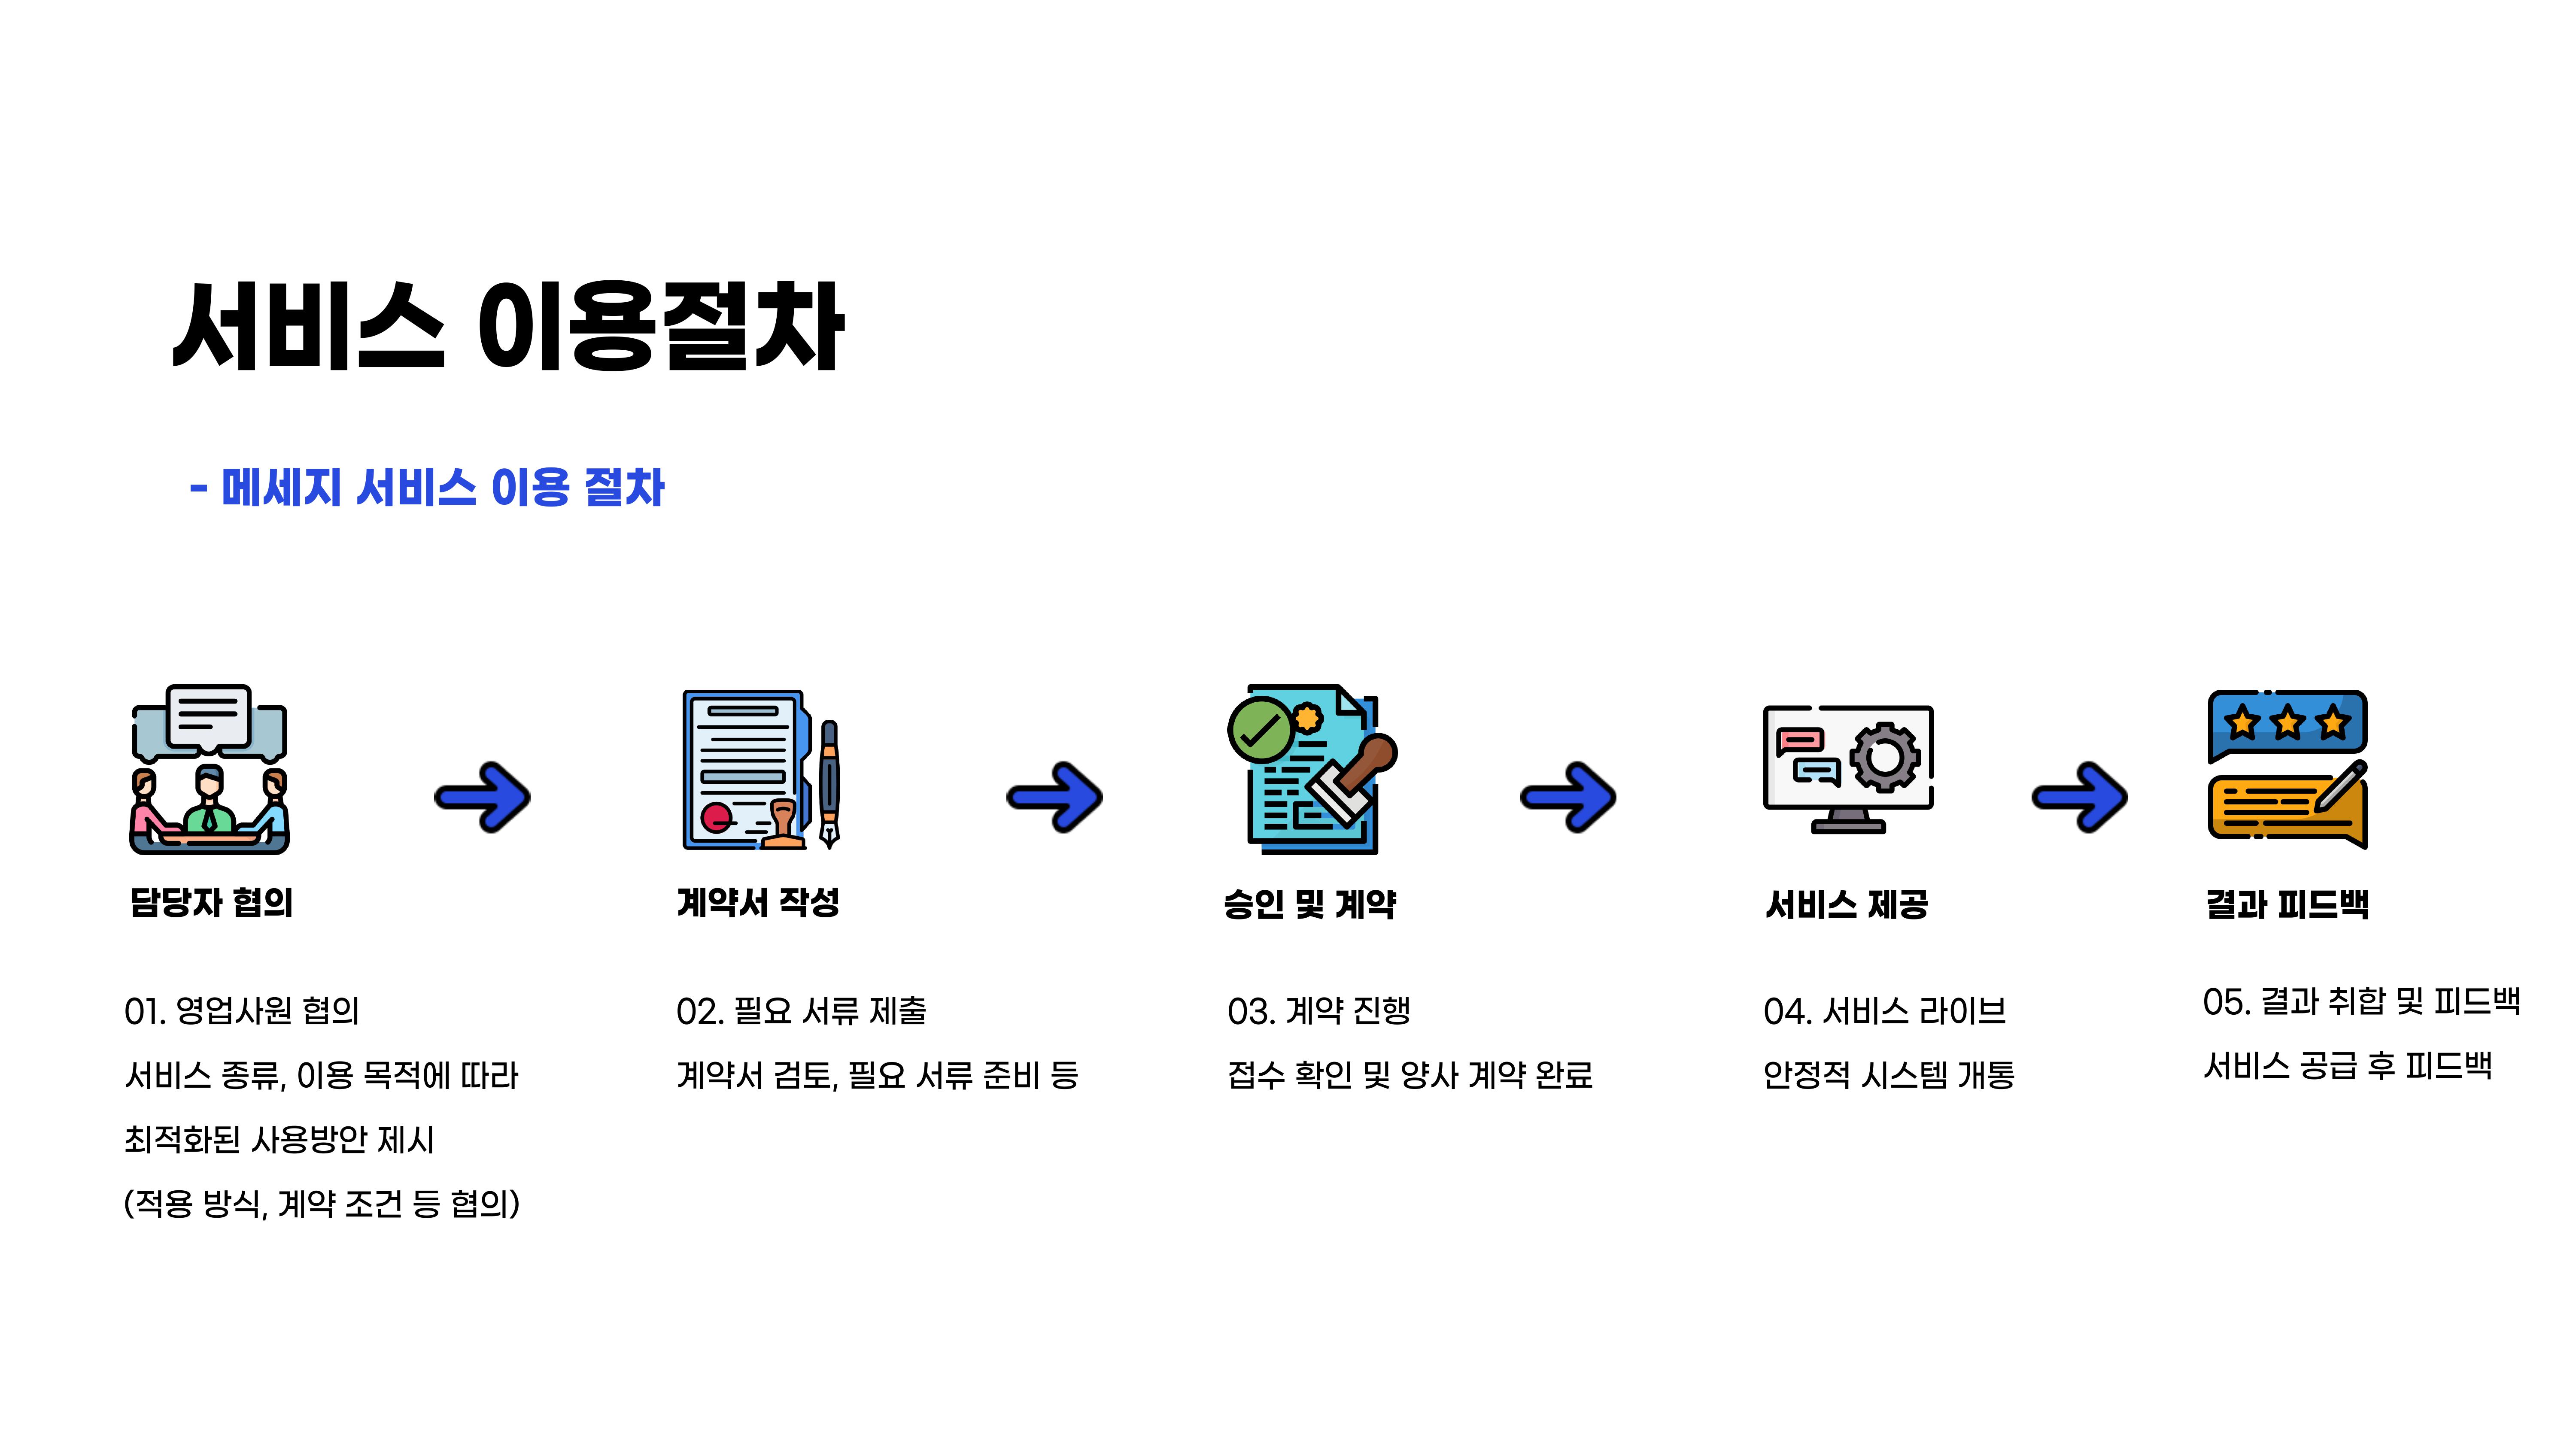 서비스 이용절차
- 메세지 서비스 이용 절차
담당자 협의
01. 영업사원 협의
서비스 종류, 이용 목적에 따라
최적화된 사용방안 제시
(적용 방식, 계약 조건 등 협의)
계약서 작성
02. 필요 서류 제출
계약서 검토, 필요 서류 준비 등
승인 및 계약
03. 계약 진행
접수 확인 및 양사 계약 완료
서비스 제공
04. 서비스 라이브
안정적 시스템 개통
결과 피드백
05. 결과 취합 및 피드백
서비스 공급 후 피드백